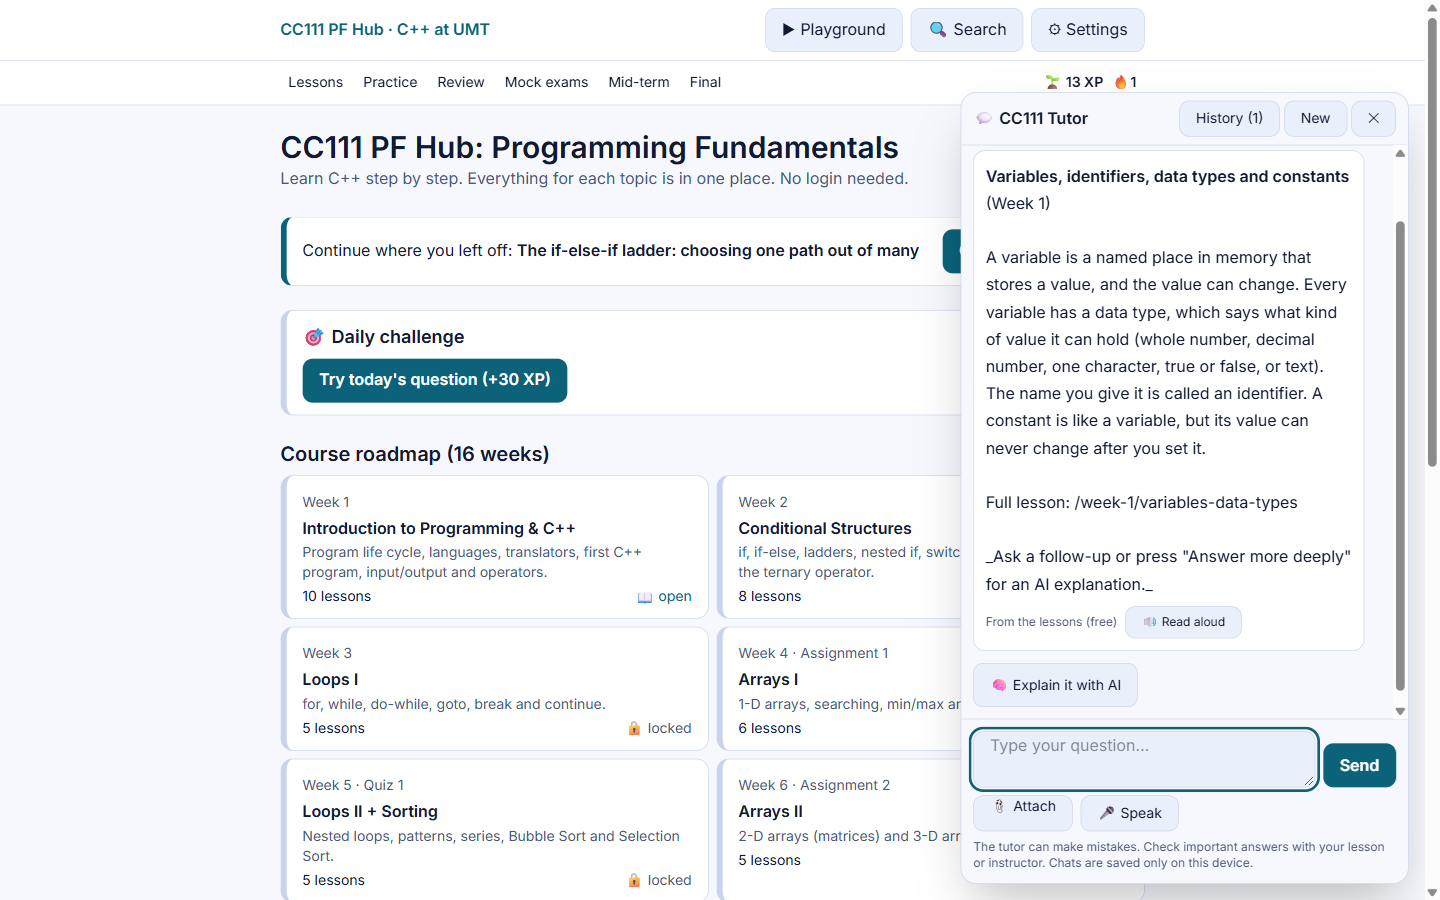 CC111 PF Hub · C++ at UMT
▶ Playground
🔍 Search
⚙ Settings
Lessons
Practice
Review
Mock exams
Mid-term
Final
🌱 13 XP 🔥 1
CC111 PF Hub: Programming Fundamentals
Learn C++ step by step. Everything for each topic is in one place. No login needed.
Continue where you left off: The if-else-if ladder: choosing one path out of many
🎯 Daily challenge
Try today's question (+30 XP)
Course roadmap (16 weeks)
Week 1
Introduction to Programming & C++
Program life cycle, languages, translators, first C++
program, input/output and operators.
10 lessons
📖 open
Week 2
Conditional Structures
if, if-else, ladders, nested if, switc
the ternary operator.
8 lessons
Week 3
Loops I
for, while, do-while, goto, break and continue.
5 lessons
🔒 locked
Week 4 · Assignment 1
Arrays I
1-D arrays, searching, min/max ar
6 lessons
Week 5 · Quiz 1
Loops II + Sorting
Nested loops, patterns, series, Bubble Sort and Selection
Sort.
5 lessons
🔒 locked
Week 6 · Assignment 2
Arrays II
2-D arrays (matrices) and 3-D arr
5 lessons
💬 CC111 Tutor
History (1)
New
✕
Variables, identifiers, data types and constants
(Week 1)
A variable is a named place in memory that
stores a value, and the value can change. Every
variable has a data type, which says what kind
of value it can hold (whole number, decimal
number, one character, true or false, or text).
The name you give it is called an identifier. A
constant is like a variable, but its value can
never change after you set it.
Full lesson: /week-1/variables-data-types
_Ask a follow-up or press "Answer more deeply"
for an AI explanation._
From the lessons (free)
🔊 Read aloud
🧠 Explain it with AI
Type your question...
Send
📎 Attach
🎤 Speak
The tutor can make mistakes. Check important answers with your lesson
or instructor. Chats are saved only on this device.